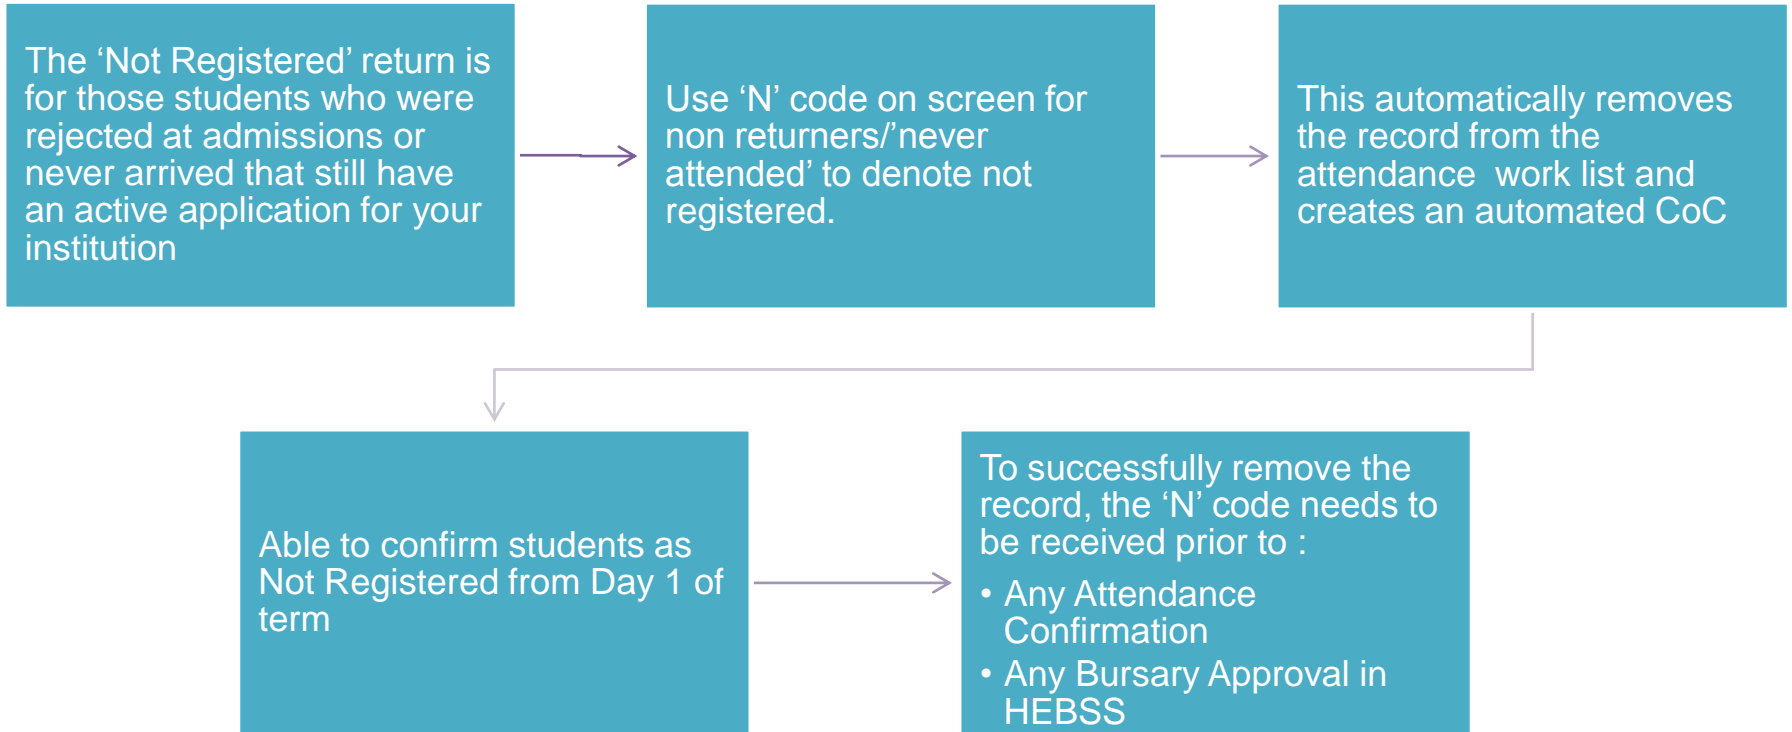 The ‘Not Registered’ return is
for those students who were
rejected at admissions or
never arrived that still have
an active application for your
institution
Use ‘N’ code on screen for
non returners/’never
attended’ to denote not
registered.
This automatically removes
the record from the
attendance  work list and
creates an automated CoC
Able to confirm students as
Not Registered from Day 1 of
term
To successfully remove the
record, the ‘N’ code needs to
be received prior to :
• Any Attendance
Confirmation
• Any Bursary Approval in
HEBSS